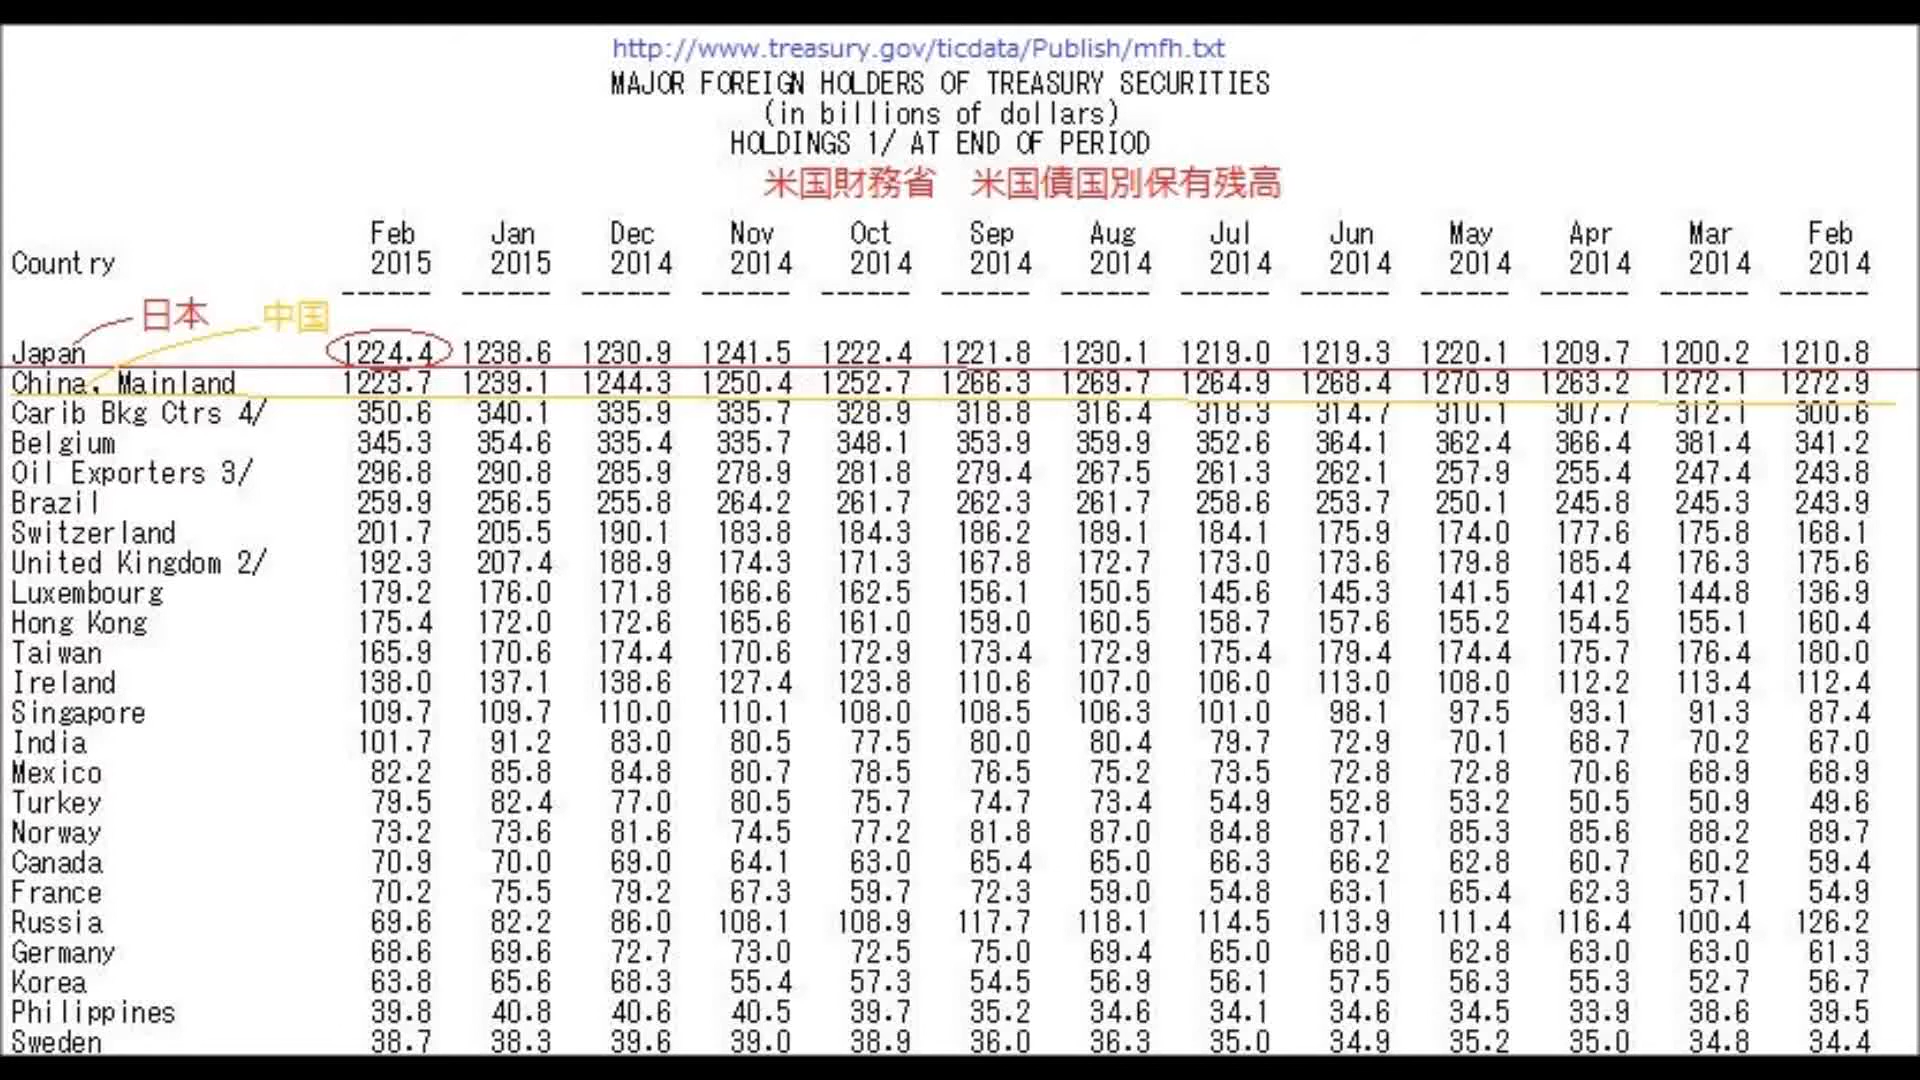 http://www.treasury.gov/ticdata/Publish/mfh.txt
MAJOR FOREIGN HOLDERS OF TREASURY SECURITIES
(in billions of dollars)
HOLDINGS 1/ AT END OF PERIOD
米国財務省 米国債国別保有残高
Feb Jan Dec Nov Oct Sep Aug Jul Jun May Apr Mar Feb
Country 2015 2015 2014 2014 2014 2014 2014 2014 2014 2014 2014 2014 2014
------ ------ ------ ------ ------ ------ ------ ------ ------ ------ ------ ------ ------
日本 中国
Japan 1224.4 1238.6 1230.9 1241.5 1222.4 1221.8 1230.1 1219.0 1219.3 1220.1 1209.7 1200.2 1210.8
China, Mainland 1223.7 1239.1 1244.3 1250.4 1252.7 1266.3 1269.7 1264.9 1268.4 1270.9 1263.2 1272.1 1272.9
Carib Bkg Ctrs 4/ 350.6 340.1 335.9 335.7 328.9 318.8 316.4 318.3 314.7 310.1 307.7 312.1 300.6
Belgium 345.3 354.6 335.4 335.7 348.1 353.9 359.9 352.6 364.1 362.4 366.4 381.4 341.2
Oil Exporters 3/ 296.8 290.8 285.9 278.9 281.8 279.4 267.5 261.3 262.1 257.9 255.4 247.4 243.8
Brazil 259.9 256.5 255.8 264.2 261.7 262.3 261.7 258.6 253.7 250.1 245.8 245.3 243.9
Switzerland 201.7 205.5 190.1 183.8 184.3 186.2 189.1 184.1 175.9 174.0 177.6 175.8 168.1
United Kingdom 2/ 192.3 207.4 188.9 174.3 171.3 167.8 172.7 173.0 173.6 179.8 185.4 176.3 175.6
Luxembourg 179.2 176.0 171.8 166.6 162.5 156.1 150.5 145.6 145.3 141.5 141.2 144.8 136.9
Hong Kong 175.4 172.0 172.6 165.6 161.0 159.0 160.5 158.7 157.6 155.2 154.5 155.1 160.4
Taiwan 165.9 170.6 174.4 170.6 172.9 173.4 172.9 175.4 179.4 174.4 175.7 176.4 180.0
Ireland 138.0 137.1 138.6 127.4 123.8 110.6 107.0 106.0 113.0 108.0 112.2 113.4 112.4
Singapore 109.7 109.7 110.0 110.1 108.0 108.5 106.3 101.0 98.1 97.5 93.1 91.3 87.4
India 101.7 91.2 83.0 80.5 77.5 80.0 80.4 79.7 72.9 70.1 68.7 70.2 67.0
Mexico 82.2 85.8 84.8 80.7 78.5 76.5 75.2 73.5 72.8 72.8 70.6 68.9 68.9
Turkey 79.5 82.4 77.0 80.5 75.7 74.7 73.4 54.9 52.8 53.2 50.5 50.9 49.6
Norway 73.2 73.6 81.6 74.5 77.2 81.8 87.0 84.8 87.1 85.3 85.6 88.2 89.7
Canada 70.9 70.0 69.0 64.1 63.0 65.4 65.0 66.3 66.2 62.8 60.7 60.2 59.4
France 70.2 75.5 79.2 67.3 59.7 72.3 59.0 54.8 63.1 65.4 62.3 57.1 54.9
Russia 69.6 82.2 86.0 108.1 108.9 117.7 118.1 114.5 113.9 111.4 116.4 100.4 126.2
Germany 68.6 69.6 72.7 73.0 72.5 75.0 69.4 65.0 68.0 62.8 63.0 63.0 61.3
Korea 63.8 65.6 68.3 55.4 57.3 54.5 56.9 56.1 57.5 56.3 55.3 52.7 56.7
Philippines 39.8 40.8 40.6 40.5 39.7 35.2 34.6 34.1 34.6 34.5 33.9 38.6 39.5
Sweden 38.7 38.3 39.6 39.0 38.9 36.0 36.3 35.0 34.9 35.2 35.0 34.8 34.4